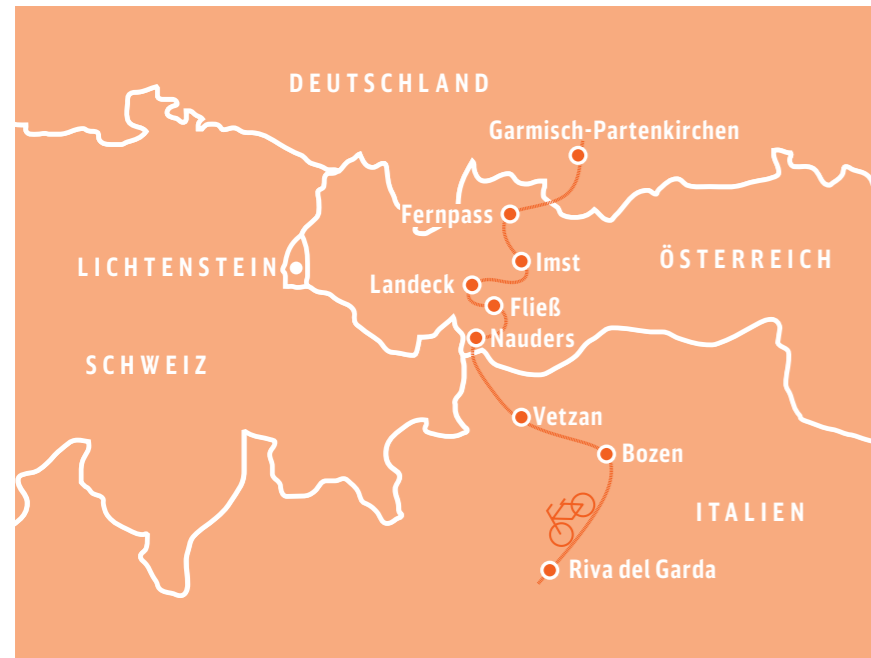 DEUTSCHLAND
Garmisch-Partenkirchen
Fernpass
Imst
ÖSTERREICH
LICHTENSTEIN
Landeck
Fließ
Nauders
SCHWEIZ
Vetzan
Bozen
ITALIEN
Riva del Garda